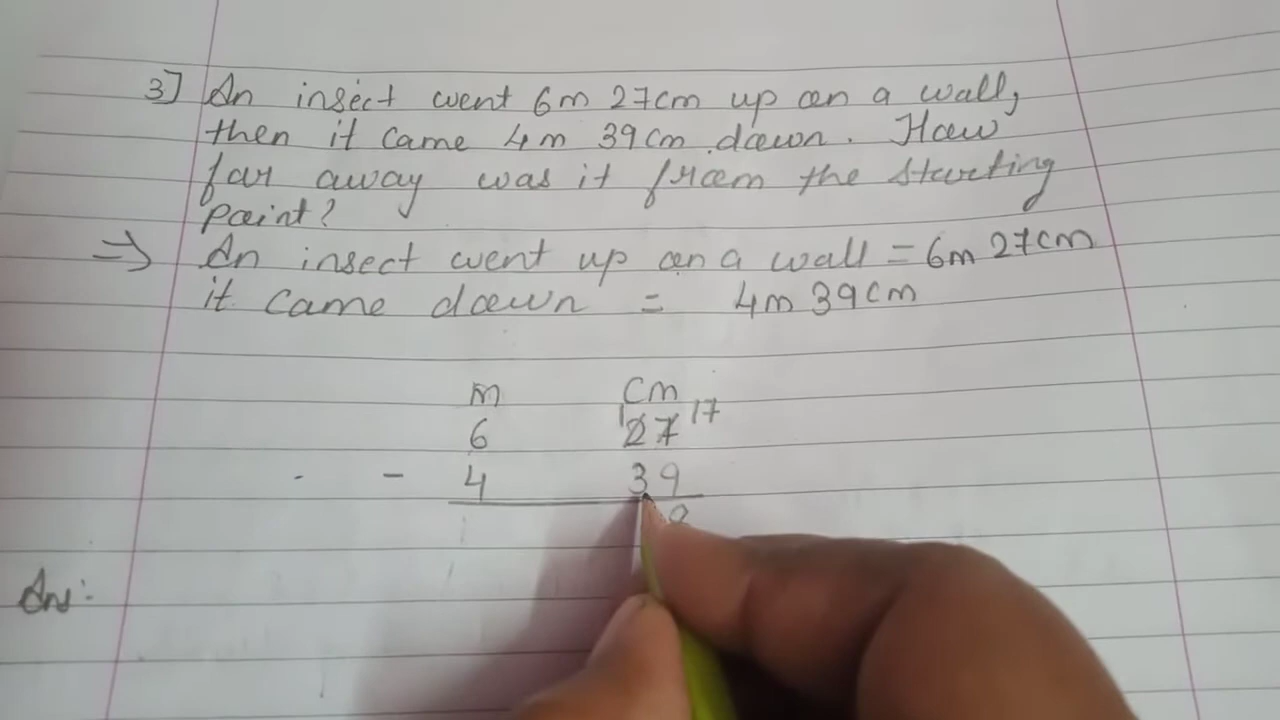 3] An insect went 6m 27cm up on a wall,
then it came 4m 39cm down. How
far away was it from the starting
point?
=> An insect went up on a wall = 6m 27cm
it came down = 4m 39cm
m cm
1 17
6 27
- 4 39
8
Ans: